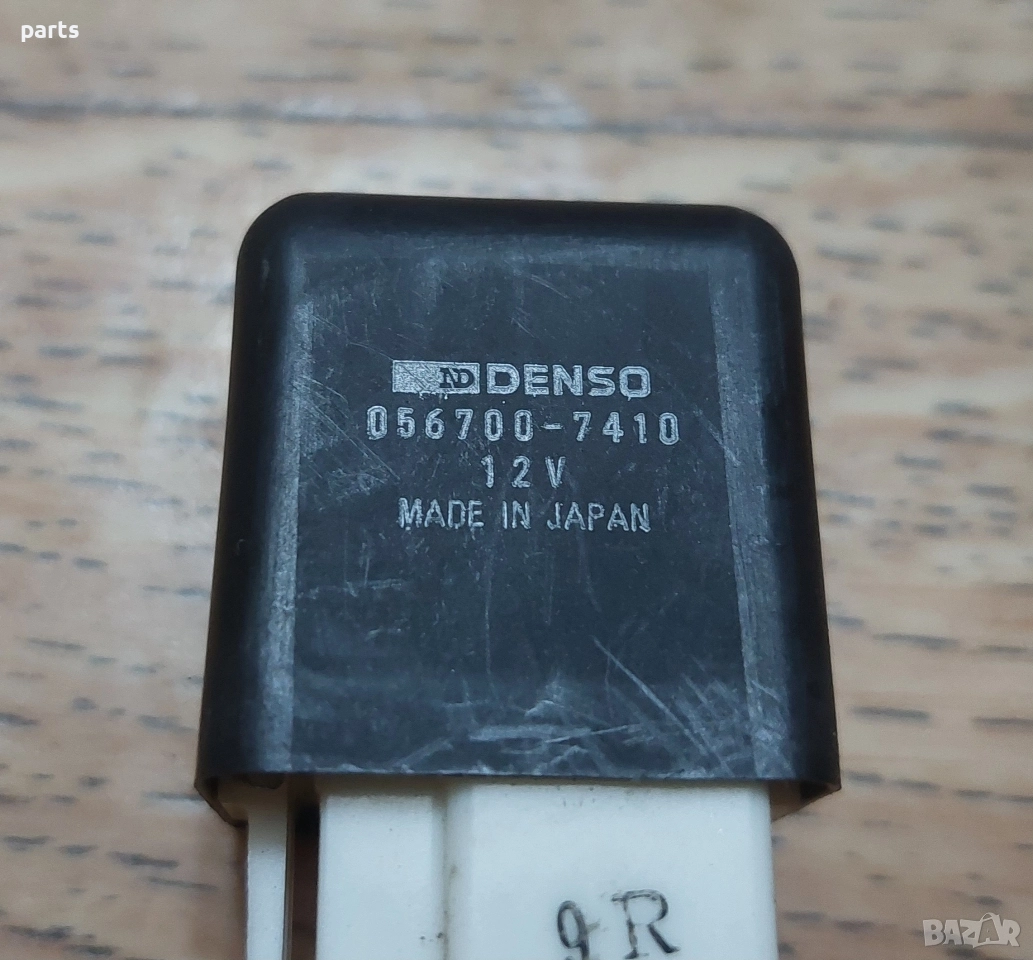 parts
ND DENSO
056700-7410
12V
MADE IN JAPAN
9R
BAZAR